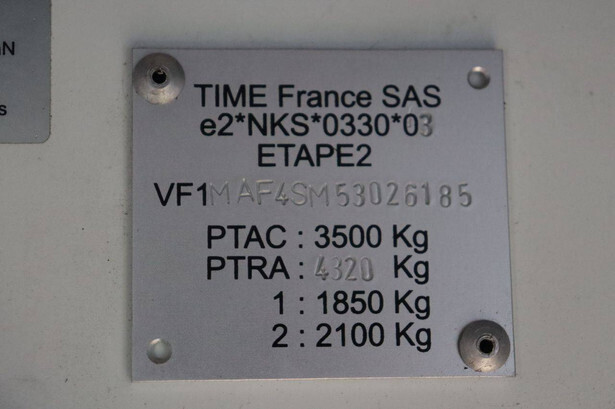 TIME France SAS
e2*NKS*0330*03
ETAPE2
VF1MAF4SM53026185
PTAC : 3500 Kg
PTRA : 4320 Kg
1 : 1850 Kg
2 : 2100 Kg